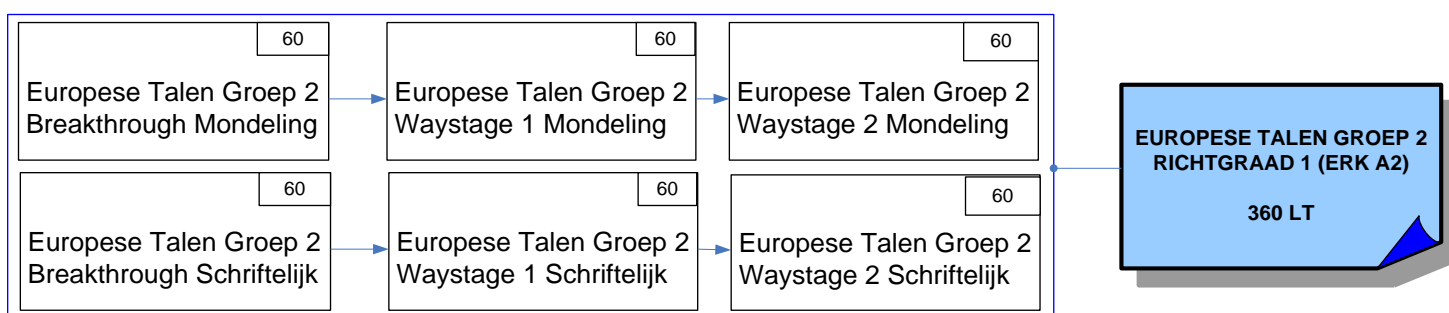 60
Europese Talen Groep 2
Breakthrough Mondeling
60
Europese Talen Groep 2
Waystage 1 Mondeling
60
Europese Talen Groep 2
Waystage 2 Mondeling
60
Europese Talen Groep 2
Breakthrough Schriftelijk
60
Europese Talen Groep 2
Waystage 1 Schriftelijk
60
Europese Talen Groep 2
Waystage 2 Schriftelijk
EUROPESE TALEN GROEP 2
RICHTGRAAD 1 (ERK A2)
360 LT